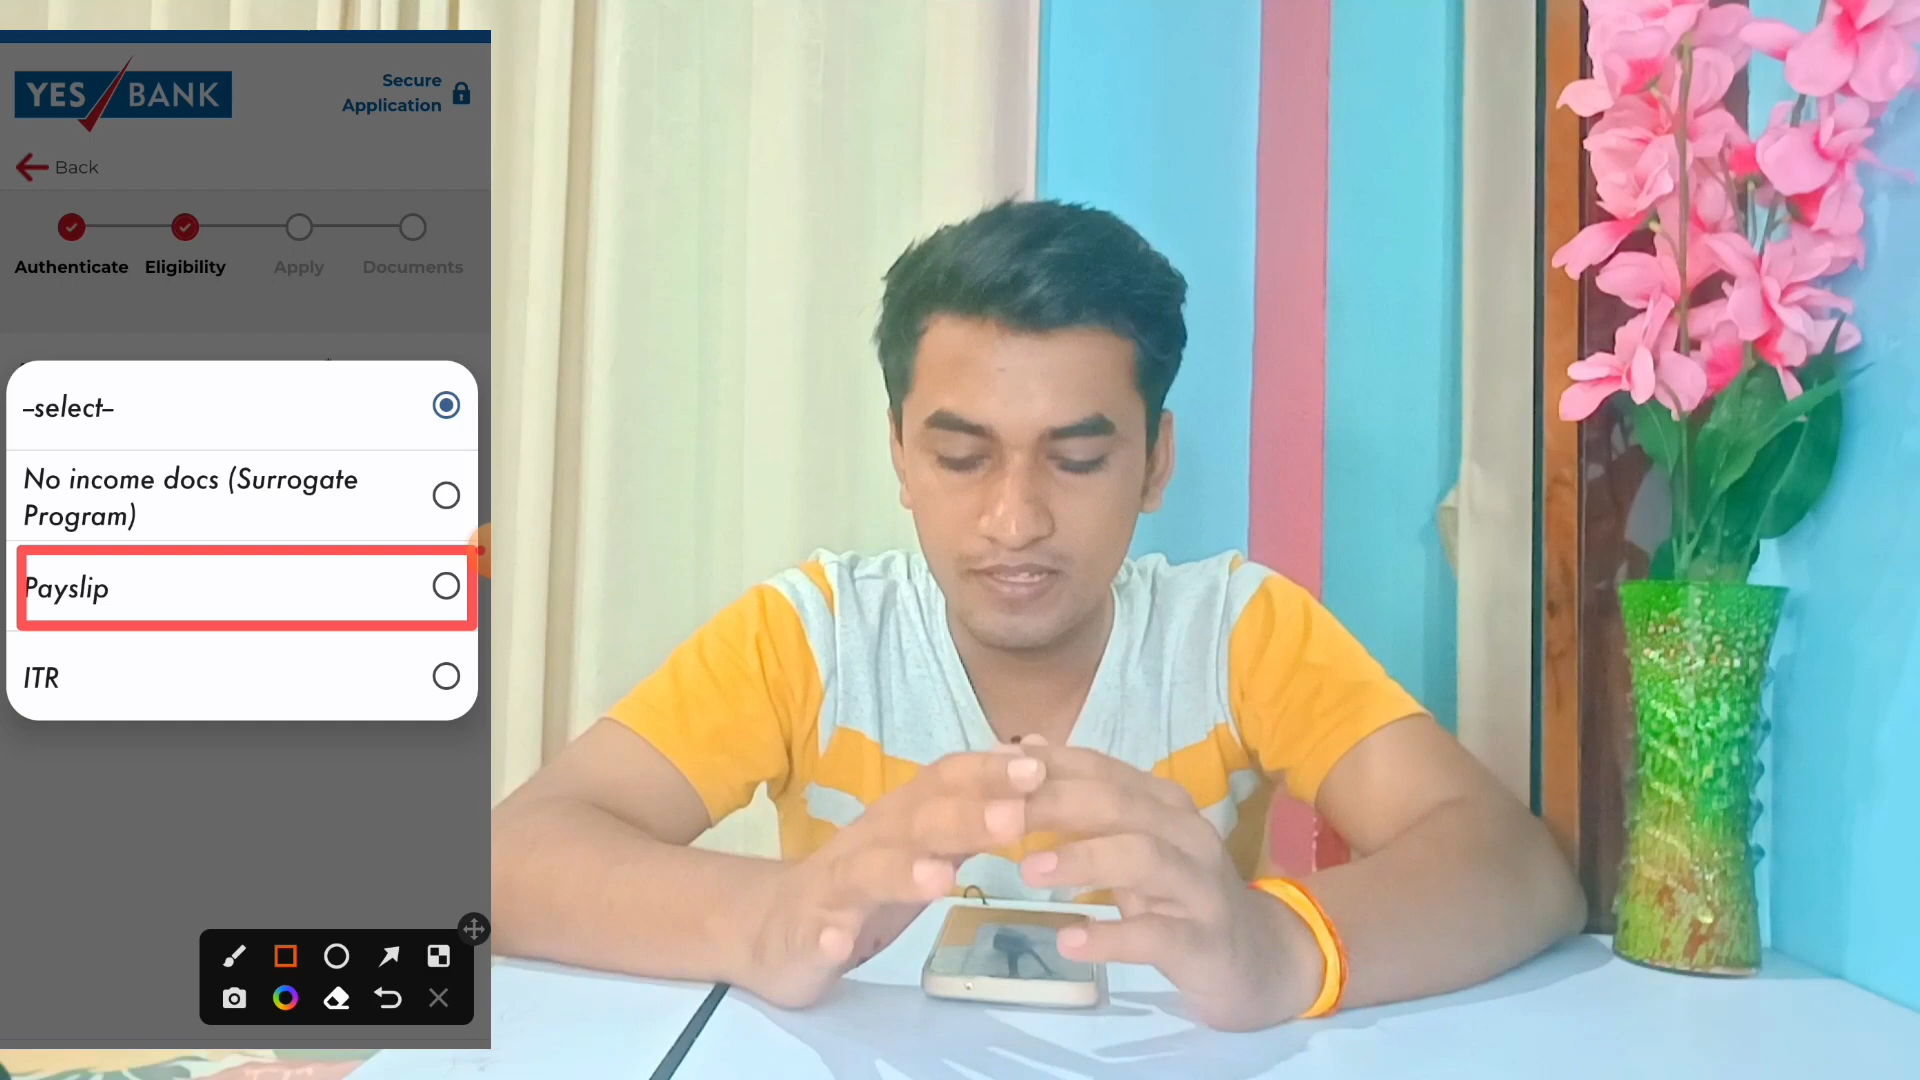 YES BANK
Secure
Application
Back
Authenticate Eligibility Apply Documents
–select–
No income docs (Surrogate
Program)
Payslip
ITR